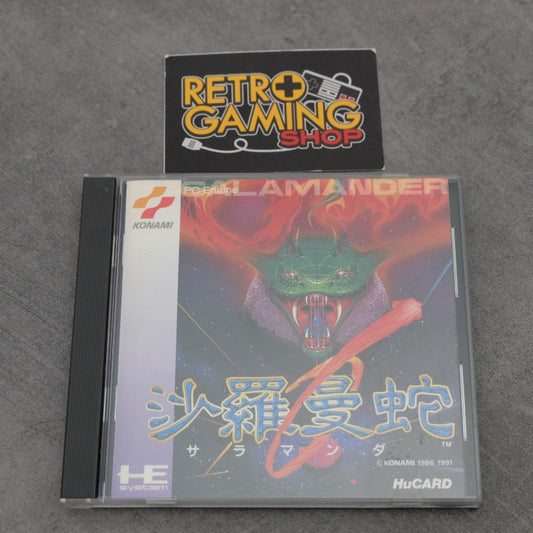 RETRO
GAMING
SHOP
SALAMANDER
PC Engine
KONAMI
沙羅曼蛇
TM
サラマンダ
© KONAMI 1986, 1991
HE
system
HuCARD